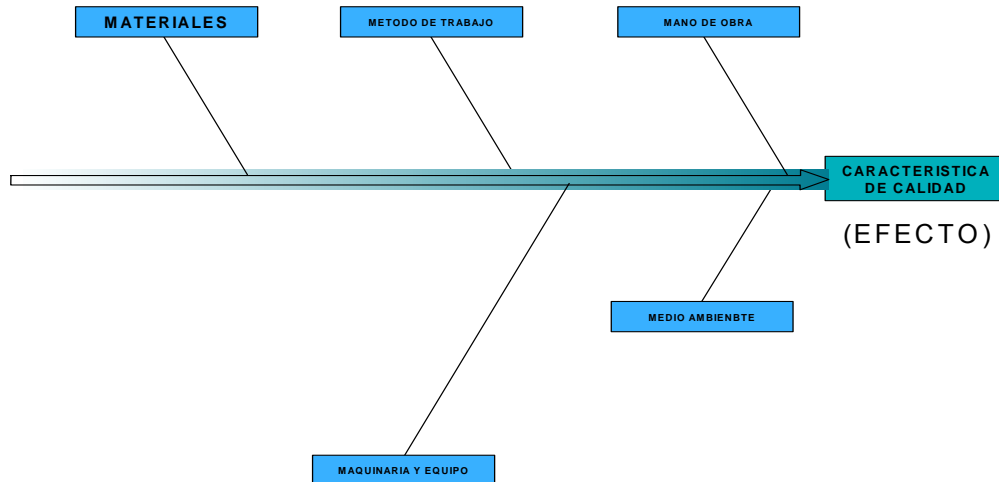 MATERIALES
METODO DE TRABAJO
MANO DE OBRA
CARACTERISTICA
DE CALIDAD
(EFECTO)
MEDIO AMBIENBTE
MAQUINARIA Y EQUIPO